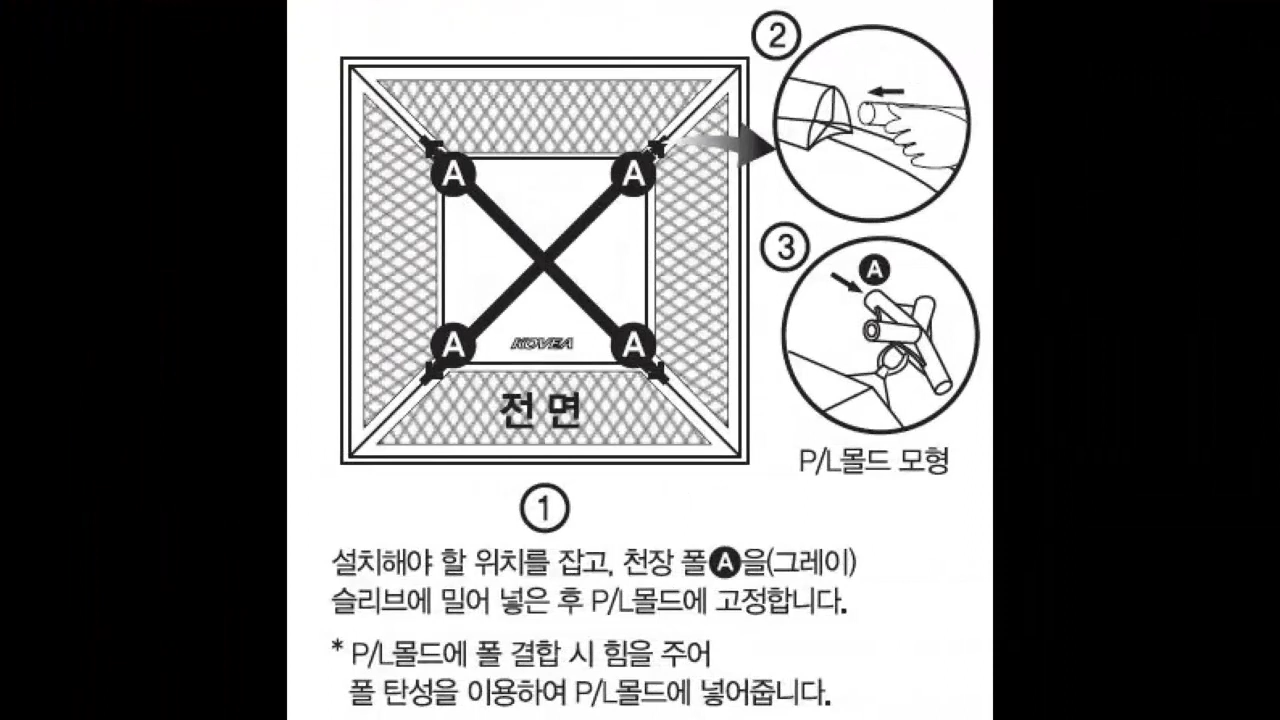 ②
A A
③
A
A A
KOVEA
전 면
P/L몰드 모형
①
설치해야 할 위치를 잡고, 천장 폴A을(그레이)
슬리브에 밀어 넣은 후 P/L몰드에 고정합니다.
* P/L몰드에 폴 결합 시 힘을 주어
폴 탄성을 이용하여 P/L몰드에 넣어줍니다.